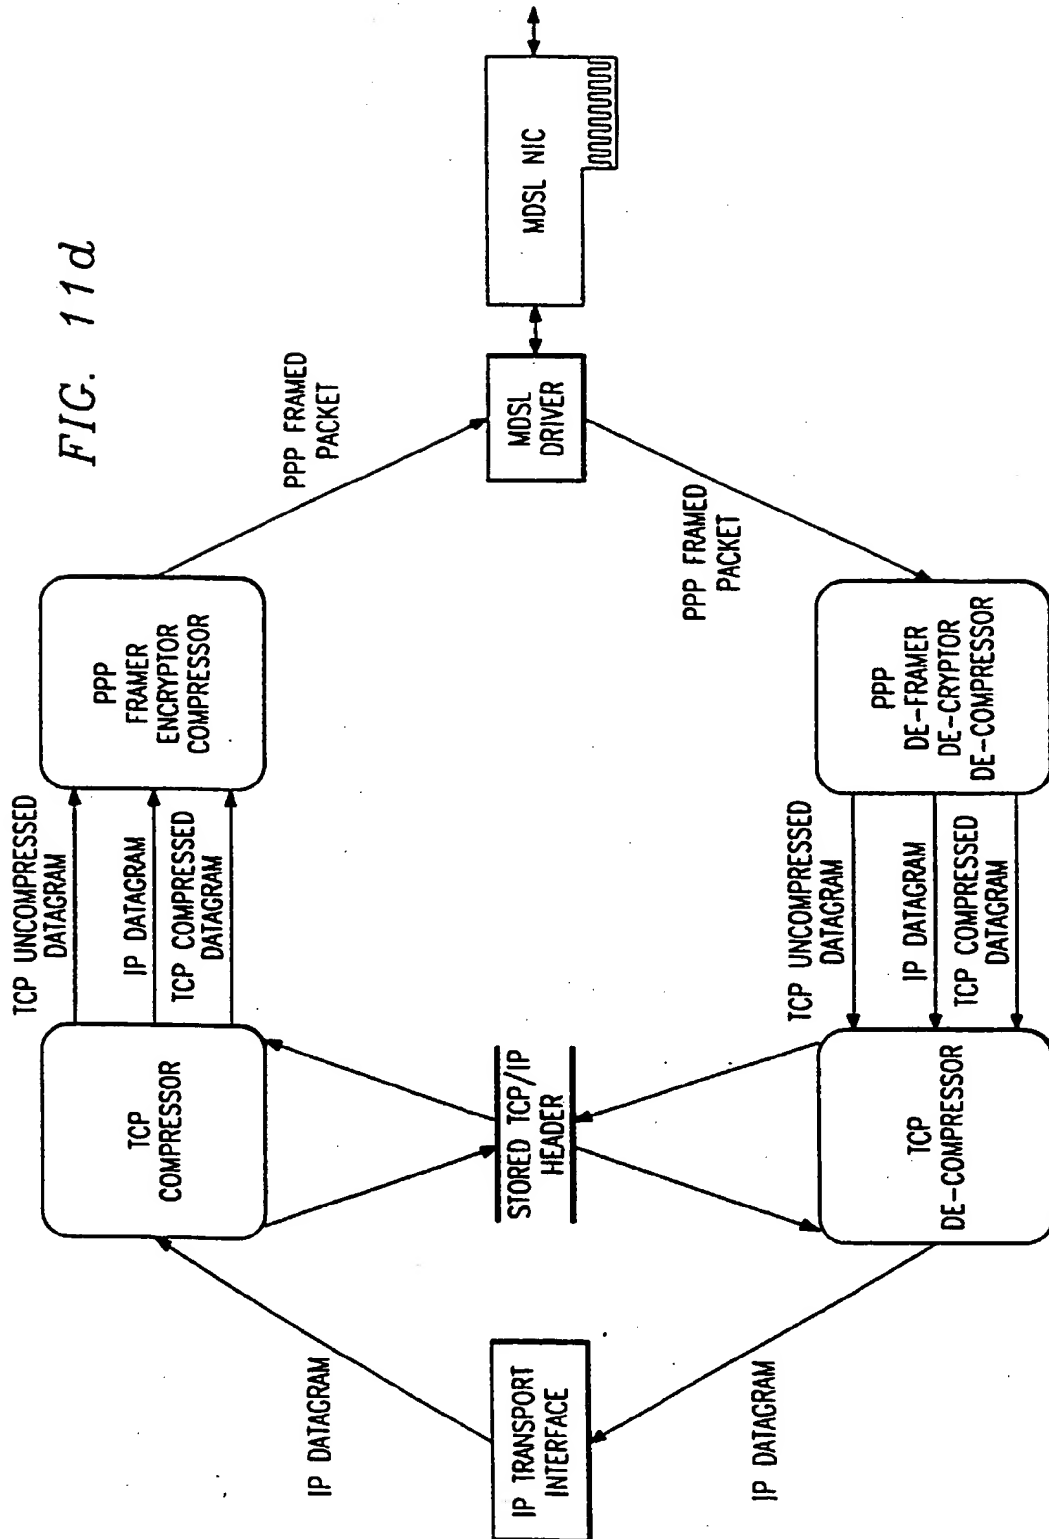 FIG. 11d
IP TRANSPORT
INTERFACE
IP DATAGRAM
TCP
COMPRESSOR
TCP UNCOMPRESSED
DATAGRAM
IP DATAGRAM
TCP COMPRESSED
DATAGRAM
PPP
FRAMER
ENCRYPTOR
COMPRESSOR
PPP FRAMED
PACKET
STORED TCP/IP
HEADER
MDSL
DRIVER
MDSL NIC
PPP FRAMED
PACKET
PPP
DE-FRAMER
DE-CRYPTOR
DE-COMPRESSOR
TCP UNCOMPRESSED
DATAGRAM
IP DATAGRAM
TCP COMPRESSED
DATAGRAM
TCP
DE-COMPRESSOR
IP DATAGRAM